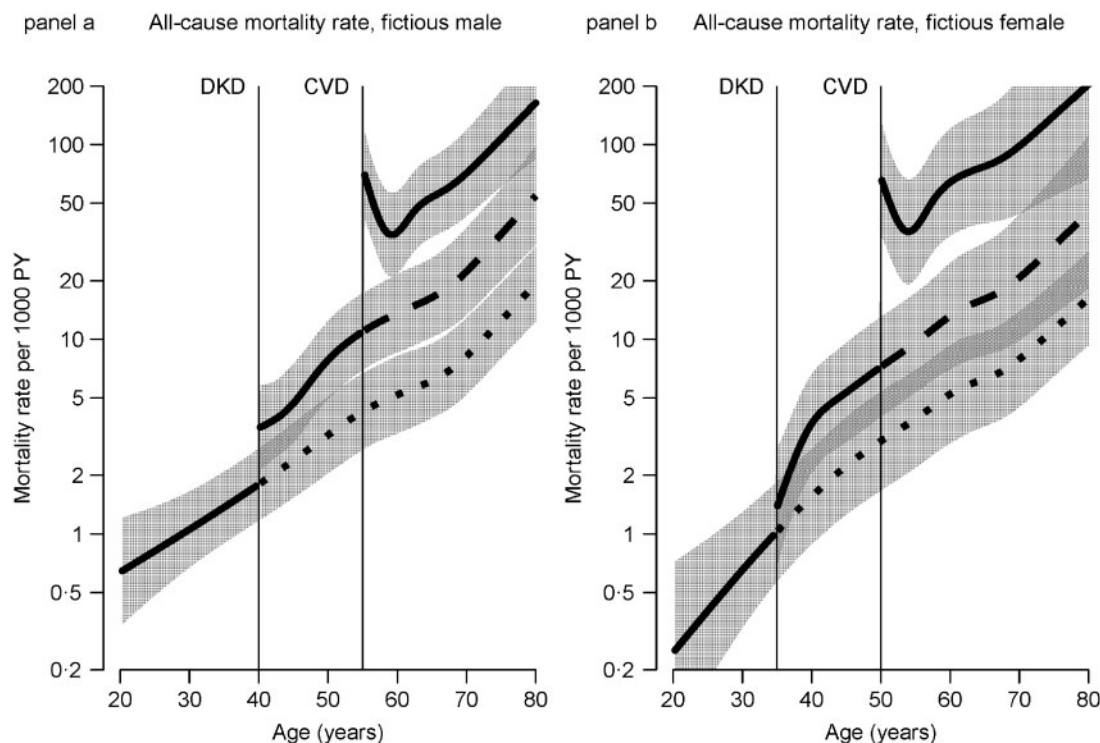 panel a All-cause mortality rate, fictious male
DKD CVD
200
100
50
20
10
5
2
1
0·5
0·2
Mortality rate per 1000 PY
20 30 40 50 60 70 80
Age (years)
panel b All-cause mortality rate, fictious female
DKD CVD
200
100
50
20
10
5
2
1
0·5
0·2
Mortality rate per 1000 PY
20 30 40 50 60 70 80
Age (years)